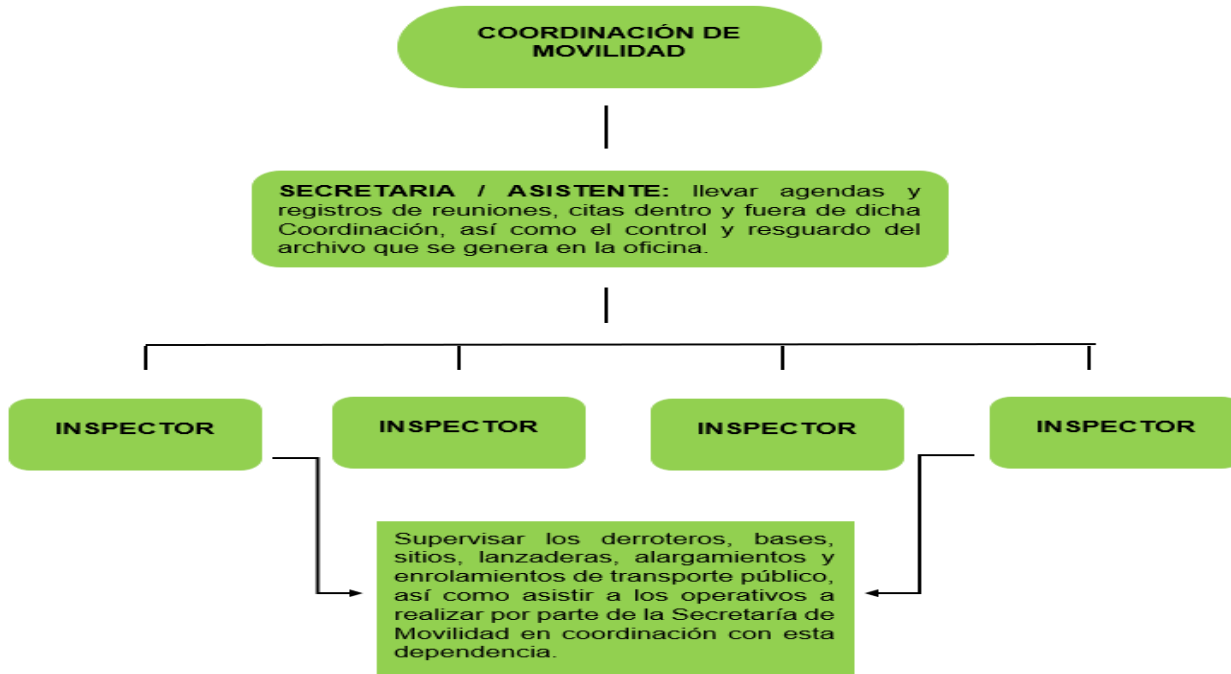 COORDINACIÓN DE
MOVILIDAD
SECRETARIA / ASISTENTE: llevar agendas y
registros de reuniones, citas dentro y fuera de dicha
Coordinación, así como el control y resguardo del
archivo que se genera en la oficina.
INSPECTOR
INSPECTOR
INSPECTOR
INSPECTOR
Supervisar los derroteros, bases,
sitios, lanzaderas, alargamientos y
enrolamientos de transporte público,
así como asistir a los operativos a
realizar por parte de la Secretaría de
Movilidad en coordinación con esta
dependencia.